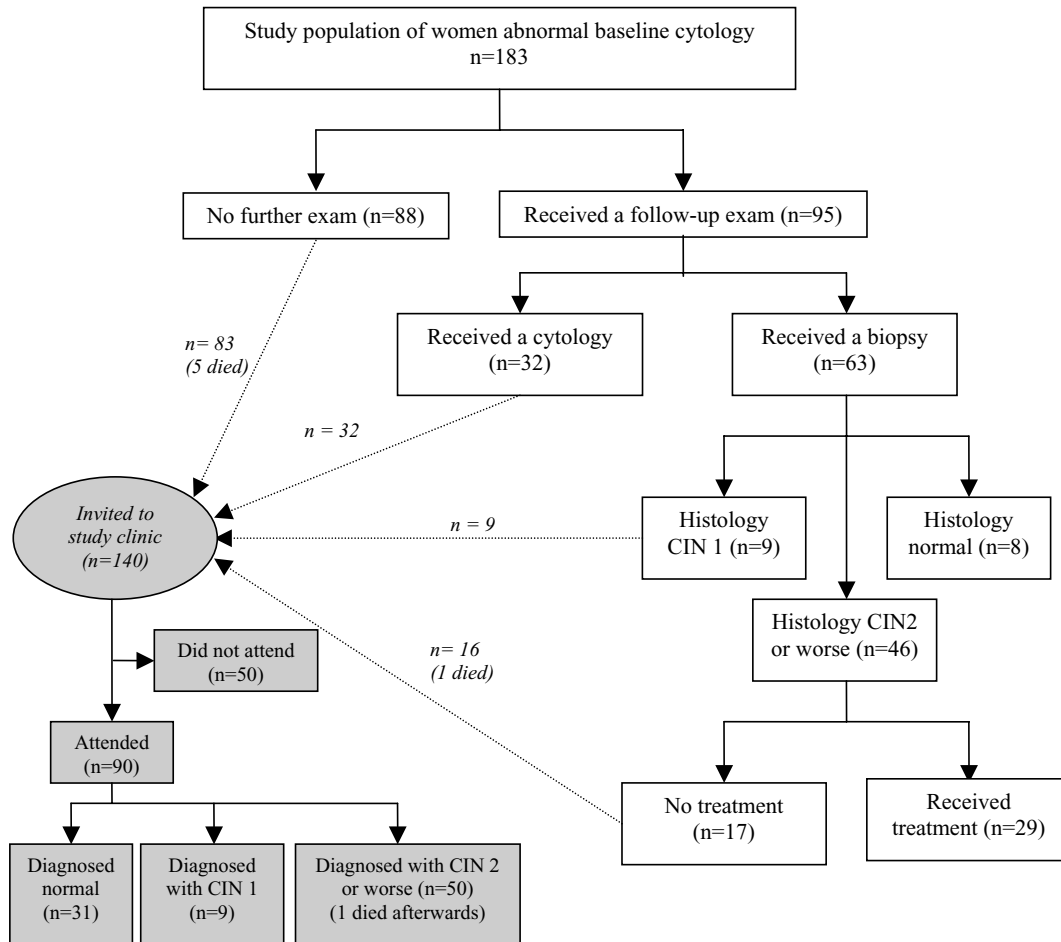 Study population of women abnormal baseline cytology
n=183
No further exam (n=88)
Received a follow-up exam (n=95)
n= 83
(5 died)
Received a cytology
(n=32)
Received a biopsy
(n=63)
n = 32
Invited to
study clinic
(n=140)
n = 9
Histology
CIN 1 (n=9)
Histology
normal (n=8)
Histology CIN2
or worse (n=46)
Did not attend
(n=50)
n= 16
(1 died)
Attended
(n=90)
No treatment
(n=17)
Received
treatment (n=29)
Diagnosed
normal
(n=31)
Diagnosed
with CIN 1
(n=9)
Diagnosed with CIN 2
or worse (n=50)
(1 died afterwards)